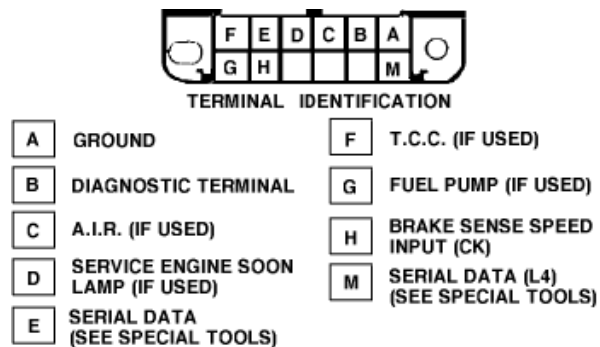 F E D C B A
G H M
TERMINAL IDENTIFICATION
A GROUND
B DIAGNOSTIC TERMINAL
C A.I.R. (IF USED)
D SERVICE ENGINE SOON
LAMP (IF USED)
E SERIAL DATA
(SEE SPECIAL TOOLS)
F T.C.C. (IF USED)
G FUEL PUMP (IF USED)
H BRAKE SENSE SPEED
INPUT (CK)
M SERIAL DATA (L4)
(SEE SPECIAL TOOLS)